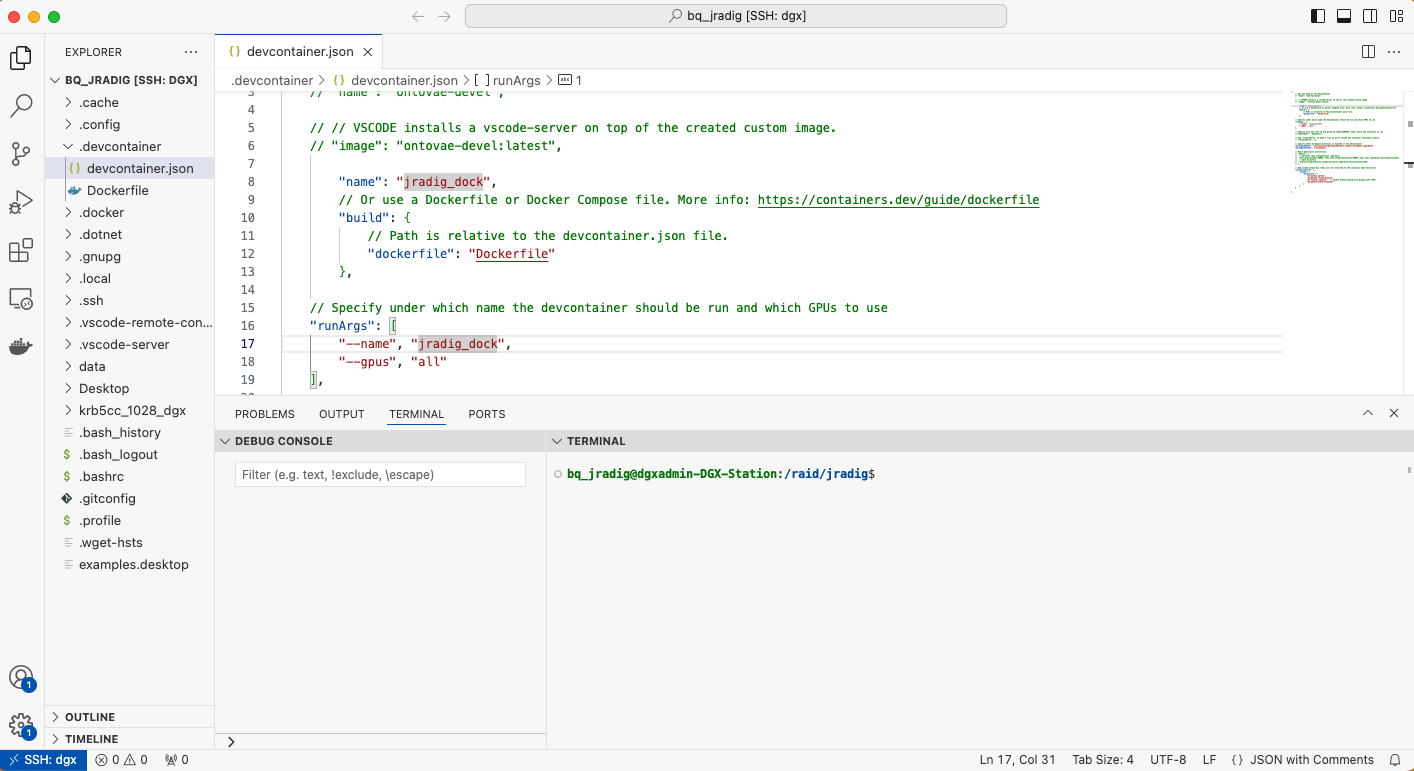 bq_jradig [SSH: dgx]
EXPLORER
BQ_JRADIG [SSH: DGX]
.cache
.config
.devcontainer
devcontainer.json
Dockerfile
.docker
.dotnet
.gnupg
.local
.ssh
.vscode-remote-con...
.vscode-server
data
Desktop
krb5cc_1028_dgx
.bash_history
.bash_logout
.bashrc
.gitconfig
.profile
.wget-hsts
examples.desktop
OUTLINE
TIMELINE
1
1
{} devcontainer.json
.devcontainer > {} devcontainer.json > [ ] runArgs > abc 1
3 // "name": "ontovae-devel",
4
5 // // VSCODE installs a vscode-server on top of the created custom image.
6 // "image": "ontovae-devel:latest",
7
8 "name": "jradig_dock",
9 // Or use a Dockerfile or Docker Compose file. More info: https://containers.dev/guide/dockerfile
10 "build": {
11 // Path is relative to the devcontainer.json file.
12 "dockerfile": "Dockerfile"
13 },
14
15 // Specify under which name the devcontainer should be run and which GPUs to use
16 "runArgs": [
17 "--name", "jradig_dock",
18 "--gpus", "all"
19 ],
PROBLEMS OUTPUT TERMINAL PORTS
DEBUG CONSOLE
Filter (e.g. text, !exclude, \escape)
TERMINAL
bq_jradig@dgxadmin-DGX-Station:/raid/jradig$
SSH: dgx 0 0 0
Ln 17, Col 31 Tab Size: 4 UTF-8 LF {} JSON with Comments